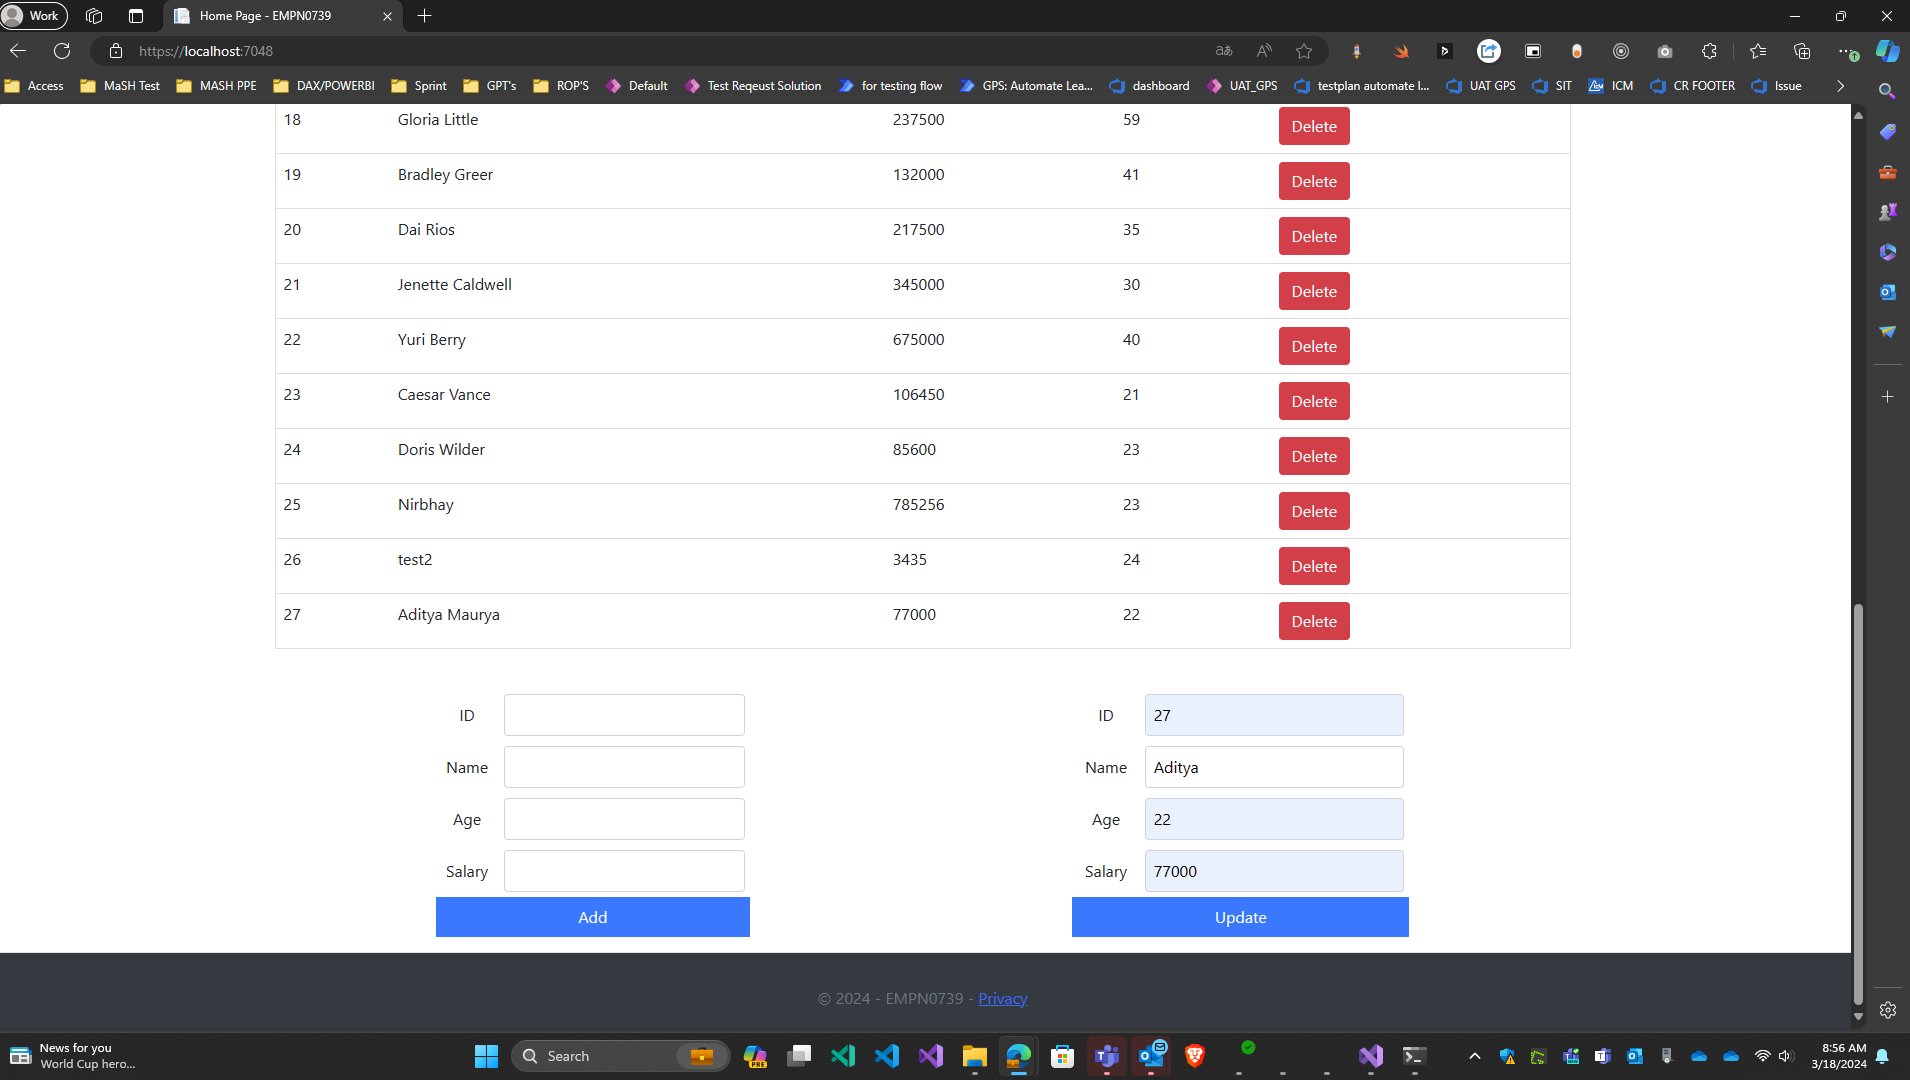 Work
Home Page - EMPN0739
https://localhost:7048
Access MaSH Test MASH PPE DAX/POWERBI Sprint GPT's ROP'S Default Test Reqeust Solution for testing flow GPS: Automate Lea... dashboard UAT_GPS testplan automate l... UAT GPS SIT ICM CR FOOTER Issue
18 Gloria Little 237500 59 Delete
19 Bradley Greer 132000 41 Delete
20 Dai Rios 217500 35 Delete
21 Jenette Caldwell 345000 30 Delete
22 Yuri Berry 675000 40 Delete
23 Caesar Vance 106450 21 Delete
24 Doris Wilder 85600 23 Delete
25 Nirbhay 785256 23 Delete
26 test2 3435 24 Delete
27 Aditya Maurya 77000 22 Delete
ID
Name
Age
Salary
Add
ID 27
Name Aditya
Age 22
Salary 77000
Update
© 2024 - EMPN0739 - Privacy
News for you
World Cup hero...
Search
PRE
8:56 AM
3/18/2024